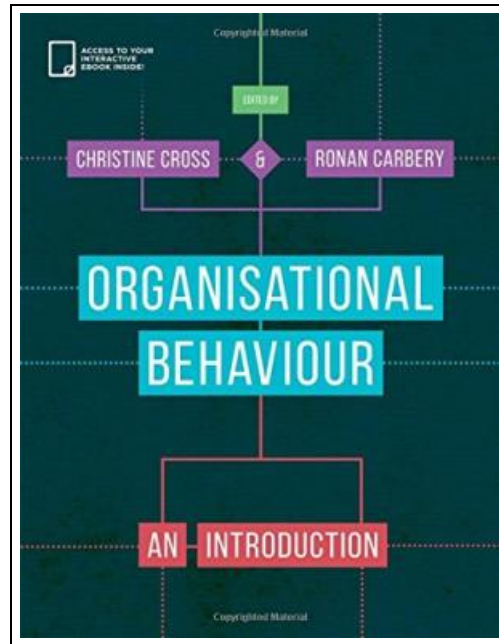 Copyrighted Material
ACCESS TO YOUR
INTERACTIVE
EBOOK INSIDE!
EDITED BY
CHRISTINE CROSS & RONAN CARBERY
ORGANISATIONAL
BEHAVIOUR
AN INTRODUCTION
Copyrighted Material